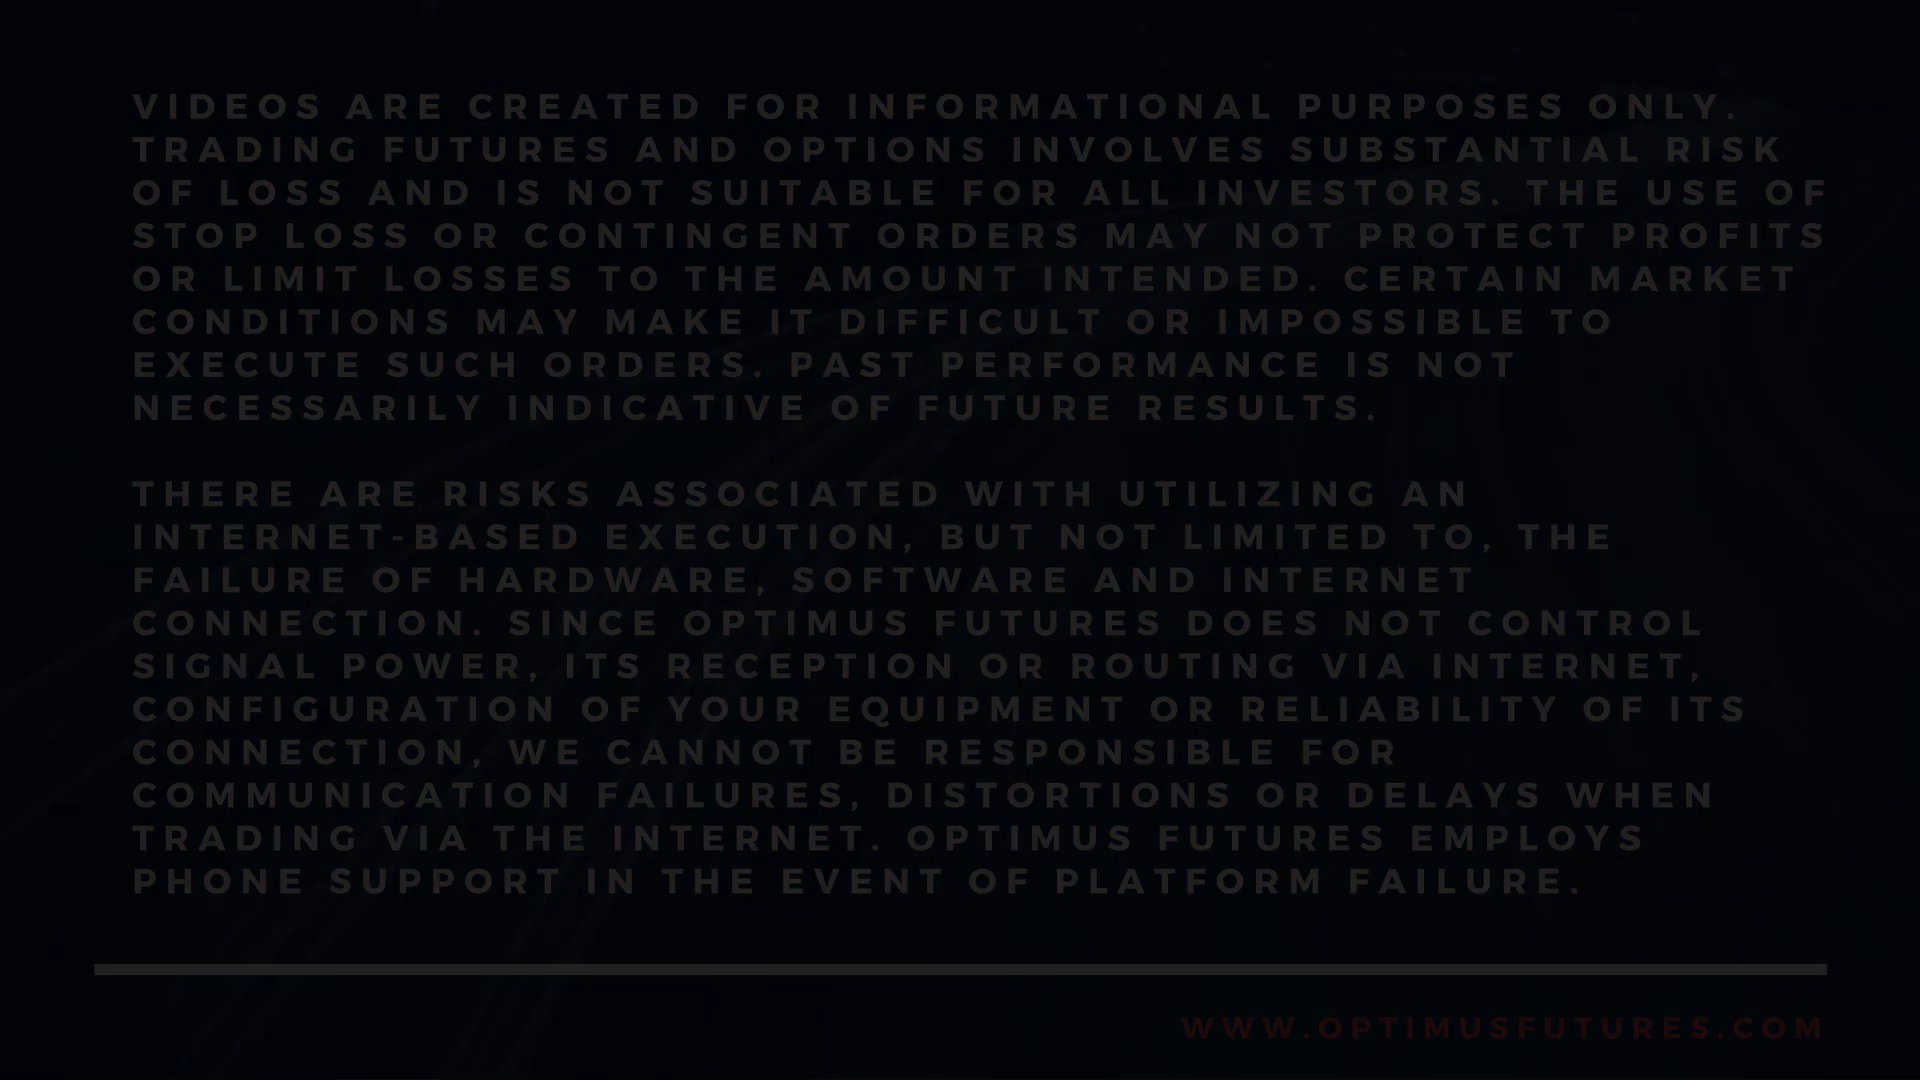 VIDEOS ARE CREATED FOR INFORMATIONAL PURPOSES ONLY.
TRADING FUTURES AND OPTIONS INVOLVES SUBSTANTIAL RISK
OF LOSS AND IS NOT SUITABLE FOR ALL INVESTORS. THE USE OF
STOP LOSS OR CONTINGENT ORDERS MAY NOT PROTECT PROFITS
OR LIMIT LOSSES TO THE AMOUNT INTENDED. CERTAIN MARKET
CONDITIONS MAY MAKE IT DIFFICULT OR IMPOSSIBLE TO
EXECUTE SUCH ORDERS. PAST PERFORMANCE IS NOT
NECESSARILY INDICATIVE OF FUTURE RESULTS.
THERE ARE RISKS ASSOCIATED WITH UTILIZING AN
INTERNET-BASED EXECUTION, BUT NOT LIMITED TO, THE
FAILURE OF HARDWARE, SOFTWARE AND INTERNET
CONNECTION. SINCE OPTIMUS FUTURES DOES NOT CONTROL
SIGNAL POWER, ITS RECEPTION OR ROUTING VIA INTERNET,
CONFIGURATION OF YOUR EQUIPMENT OR RELIABILITY OF ITS
CONNECTION, WE CANNOT BE RESPONSIBLE FOR
COMMUNICATION FAILURES, DISTORTIONS OR DELAYS WHEN
TRADING VIA THE INTERNET. OPTIMUS FUTURES EMPLOYS
PHONE SUPPORT IN THE EVENT OF PLATFORM FAILURE.
WWW.OPTIMUSFUTURES.COM